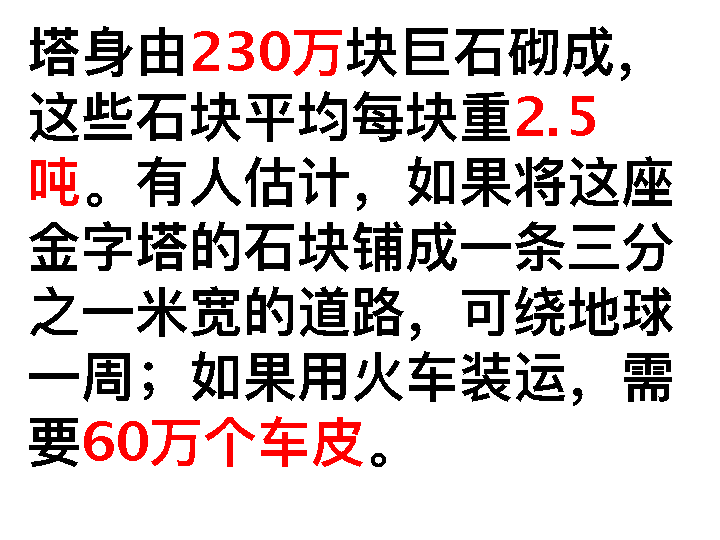 塔身由230万块巨石砌成，
这些石块平均每块重2.5
吨。有人估计，如果将这座
金字塔的石块铺成一条三分
之一米宽的道路，可绕地球
一周；如果用火车装运，需
要60万个车皮。